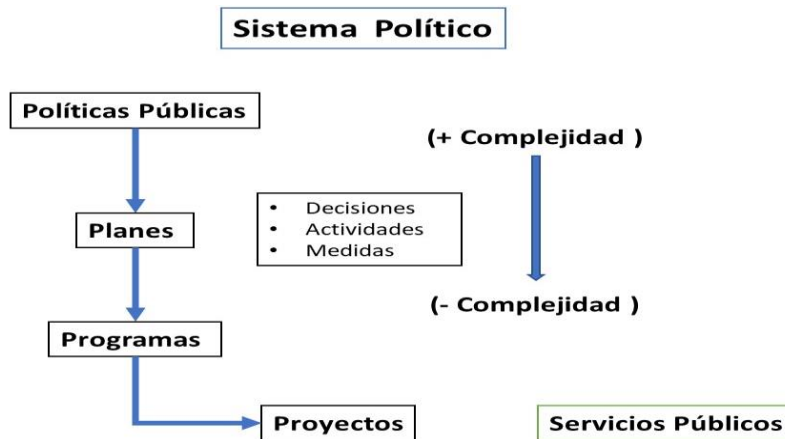 Sistema Político
Políticas Públicas
(+ Complejidad )
• Decisiones
• Actividades
• Medidas
Planes
(- Complejidad )
Programas
Proyectos
Servicios Públicos